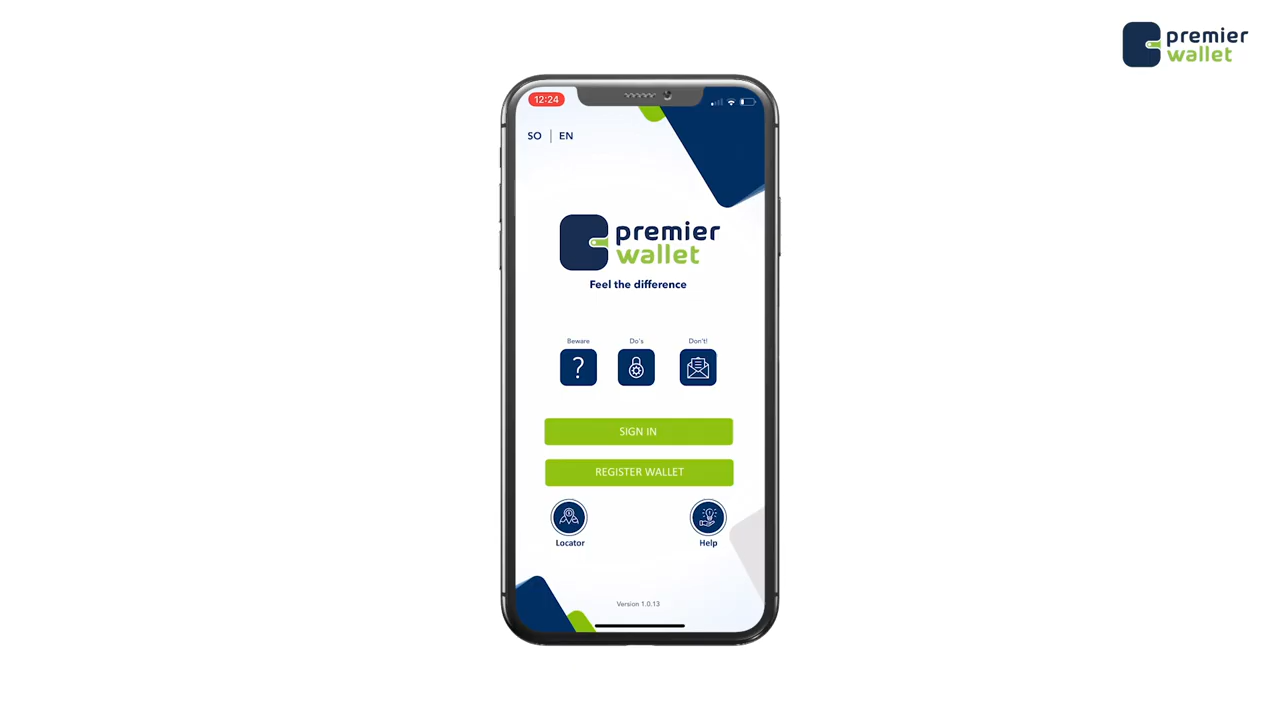 premier
wallet
12:24
SO | EN
premier
wallet
Feel the difference
Beware
Do's
Don't!
?
SIGN IN
REGISTER WALLET
Locator
Help
Version 1.0.13